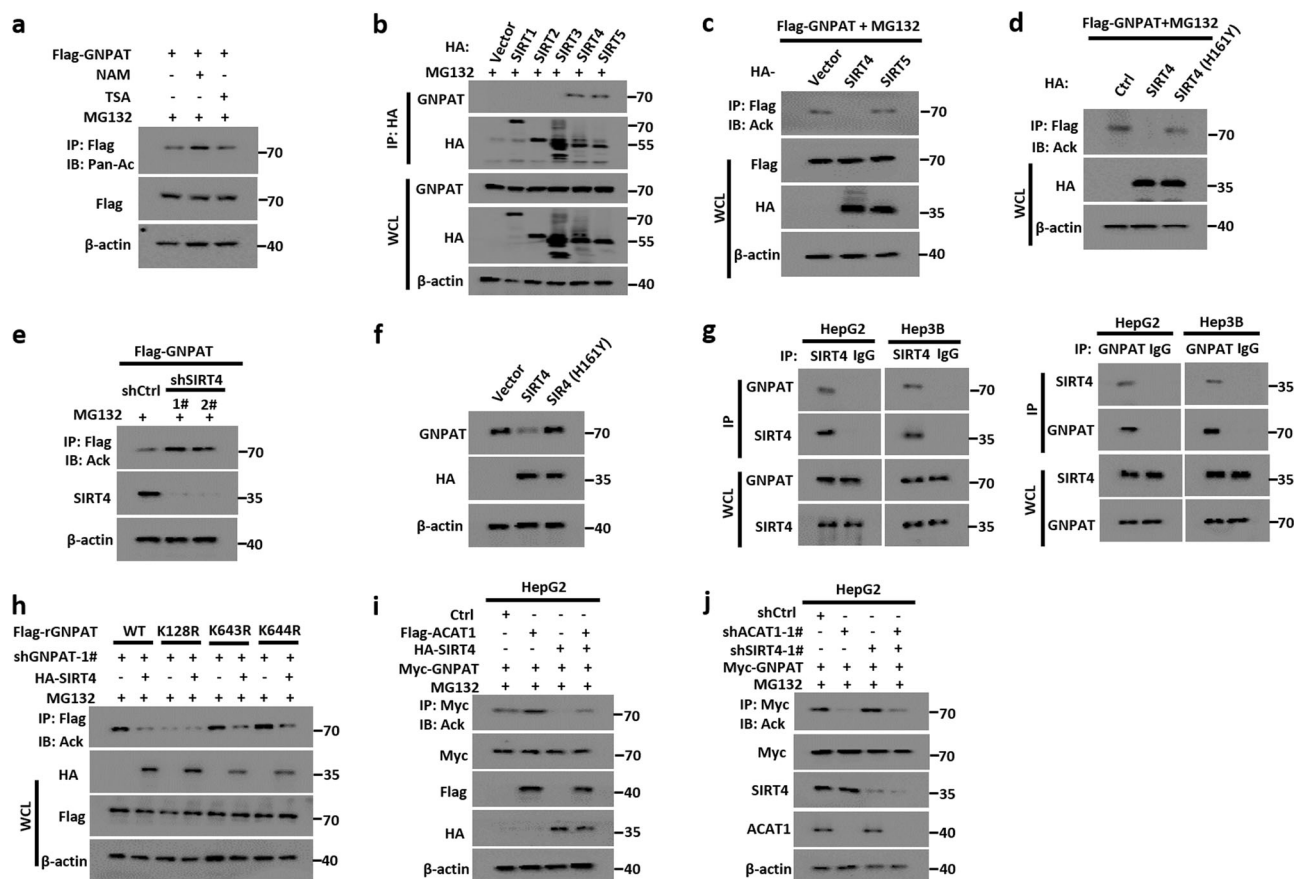 a
Flag-GNPAT + + +
NAM - + -
TSA - - +
MG132 + + +
IP: Flag
IB: Pan-Ac
70
Flag
70
β-actin
40
b
HA: Vector SIRT1 SIRT2 SIRT3 SIRT4 SIRT5
MG132 + + + + + +
IP: HA
GNPAT
70
HA
70
55
35
WCL
GNPAT
70
HA
70
55
35
β-actin
40
c
Flag-GNPAT + MG132
HA- Vector SIRT4 SIRT5
IP: Flag
IB: Ack
70
WCL
Flag
70
HA
35
β-actin
40
d
Flag-GNPAT+MG132
HA: Ctrl SIRT4 SIRT4 (H161Y)
IP: Flag
IB: Ack
70
WCL
HA
35
β-actin
40
e
Flag-GNPAT
shCtrl shSIRT4
1# 2#
MG132 + + +
IP: Flag
IB: Ack
70
SIRT4
35
β-actin
40
f
Vector SIRT4 SIR4 (H161Y)
GNPAT
70
HA
35
β-actin
40
g
HepG2 Hep3B
IP: SIRT4 IgG SIRT4 IgG
IP
GNPAT
70
SIRT4
35
WCL
GNPAT
70
SIRT4
35
HepG2 Hep3B
IP: GNPAT IgG GNPAT IgG
IP
SIRT4
35
GNPAT
70
WCL
SIRT4
35
GNPAT
70
h
Flag-rGNPAT WT K128R K643R K644R
shGNPAT-1# + + + + + + + +
HA-SIRT4 - + - + - + - +
MG132 + + + + + + + +
IP: Flag
IB: Ack
70
HA
35
WCL
Flag
70
β-actin
40
i
HepG2
Ctrl + - - -
Flag-ACAT1 - + - +
HA-SIRT4 - - + +
Myc-GNPAT + + + +
MG132 + + + +
IP: Myc
IB: Ack
70
Myc
70
Flag
40
HA
35
β-actin
40
j
HepG2
shCtrl + - - -
shACAT1-1# - + - +
shSIRT4-1# - - + +
Myc-GNPAT + + + +
MG132 + + + +
IP: Myc
IB: Ack
70
Myc
70
SIRT4
35
ACAT1
40
β-actin
40